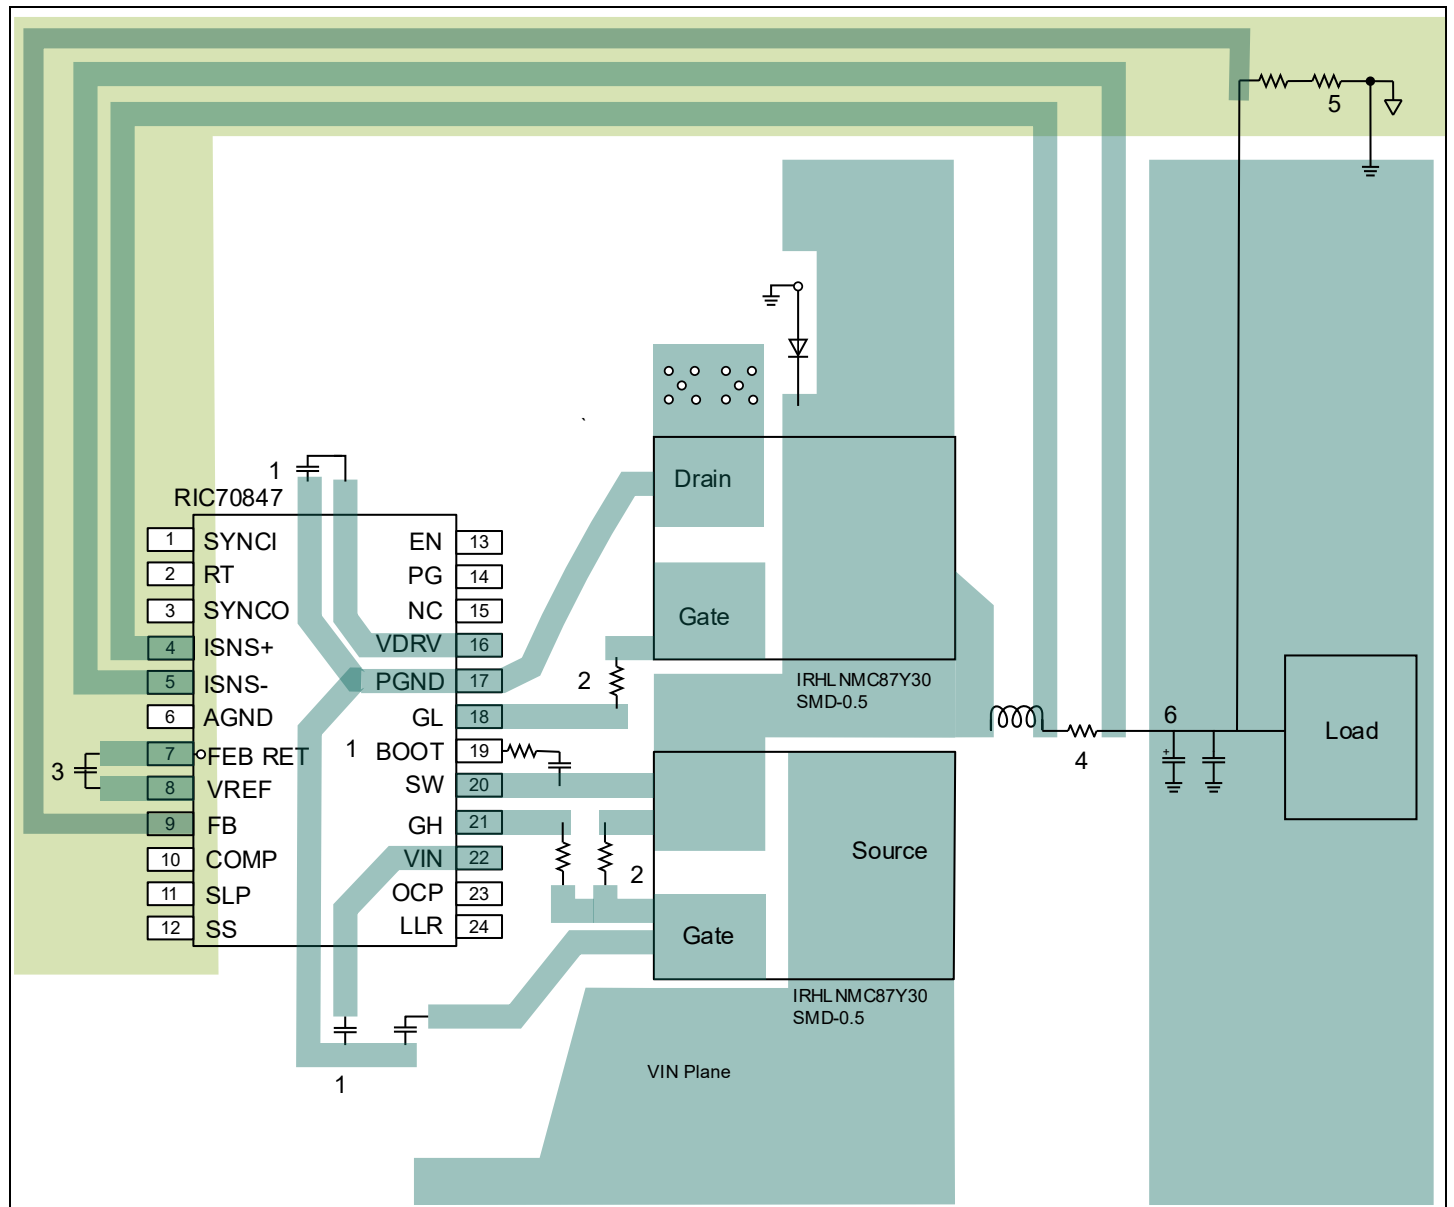 5
1
RIC70847
1 SYNCI
2 RT
3 SYNCO
4 ISNS+
5 ISNS-
6 AGND
7 FEB RET
8 VREF
9 FB
10 COMP
11 SLP
12 SS
3
EN 13
PG 14
NC 15
VDRV 16
PGND 17
GL 18
1 BOOT 19
SW 20
GH 21
VIN 22
OCP 23
LLR 24
1
Drain
Gate
2
IRHLNMC87Y30
SMD-0.5
2
Source
Gate
IRHLNMC87Y30
SMD-0.5
VIN Plane
4
6
+
Load